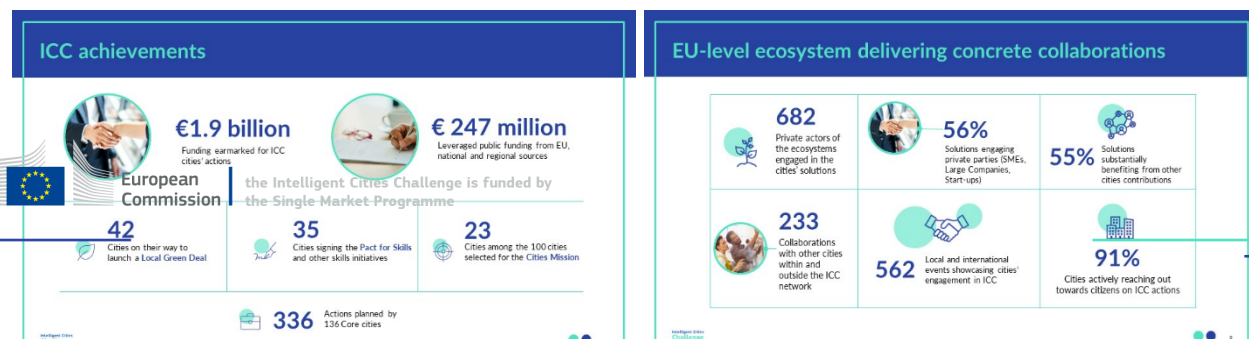 ICC achievements
€1.9 billion
Funding earmarked for ICC
cities' actions
€ 247 million
Leveraged public funding from EU,
national and regional sources
European
Commission
the Intelligent Cities Challenge is funded by
the Single Market Programme
42
Cities on their way to
launch a Local Green Deal
35
Cities signing the Pact for Skills
and other skills initiatives
23
Cities among the 100 cities
selected for the Cities Mission
336
Actions planned by
136 Core cities
Intelligent Cities
EU-level ecosystem delivering concrete collaborations
682
Private actors of
the ecosystems
engaged in the
cities' solutions
56%
Solutions engaging
private parties (SMEs,
Large Companies,
Start-ups)
55%
Solutions
substantially
benefiting from other
cities contributions
233
Collaborations
with other cities
within and
outside the ICC
network
562
Local and international
events showcasing cities'
engagement in ICC
91%
Cities actively reaching out
towards citizens on ICC actions
Intelligent Cities
Challenge